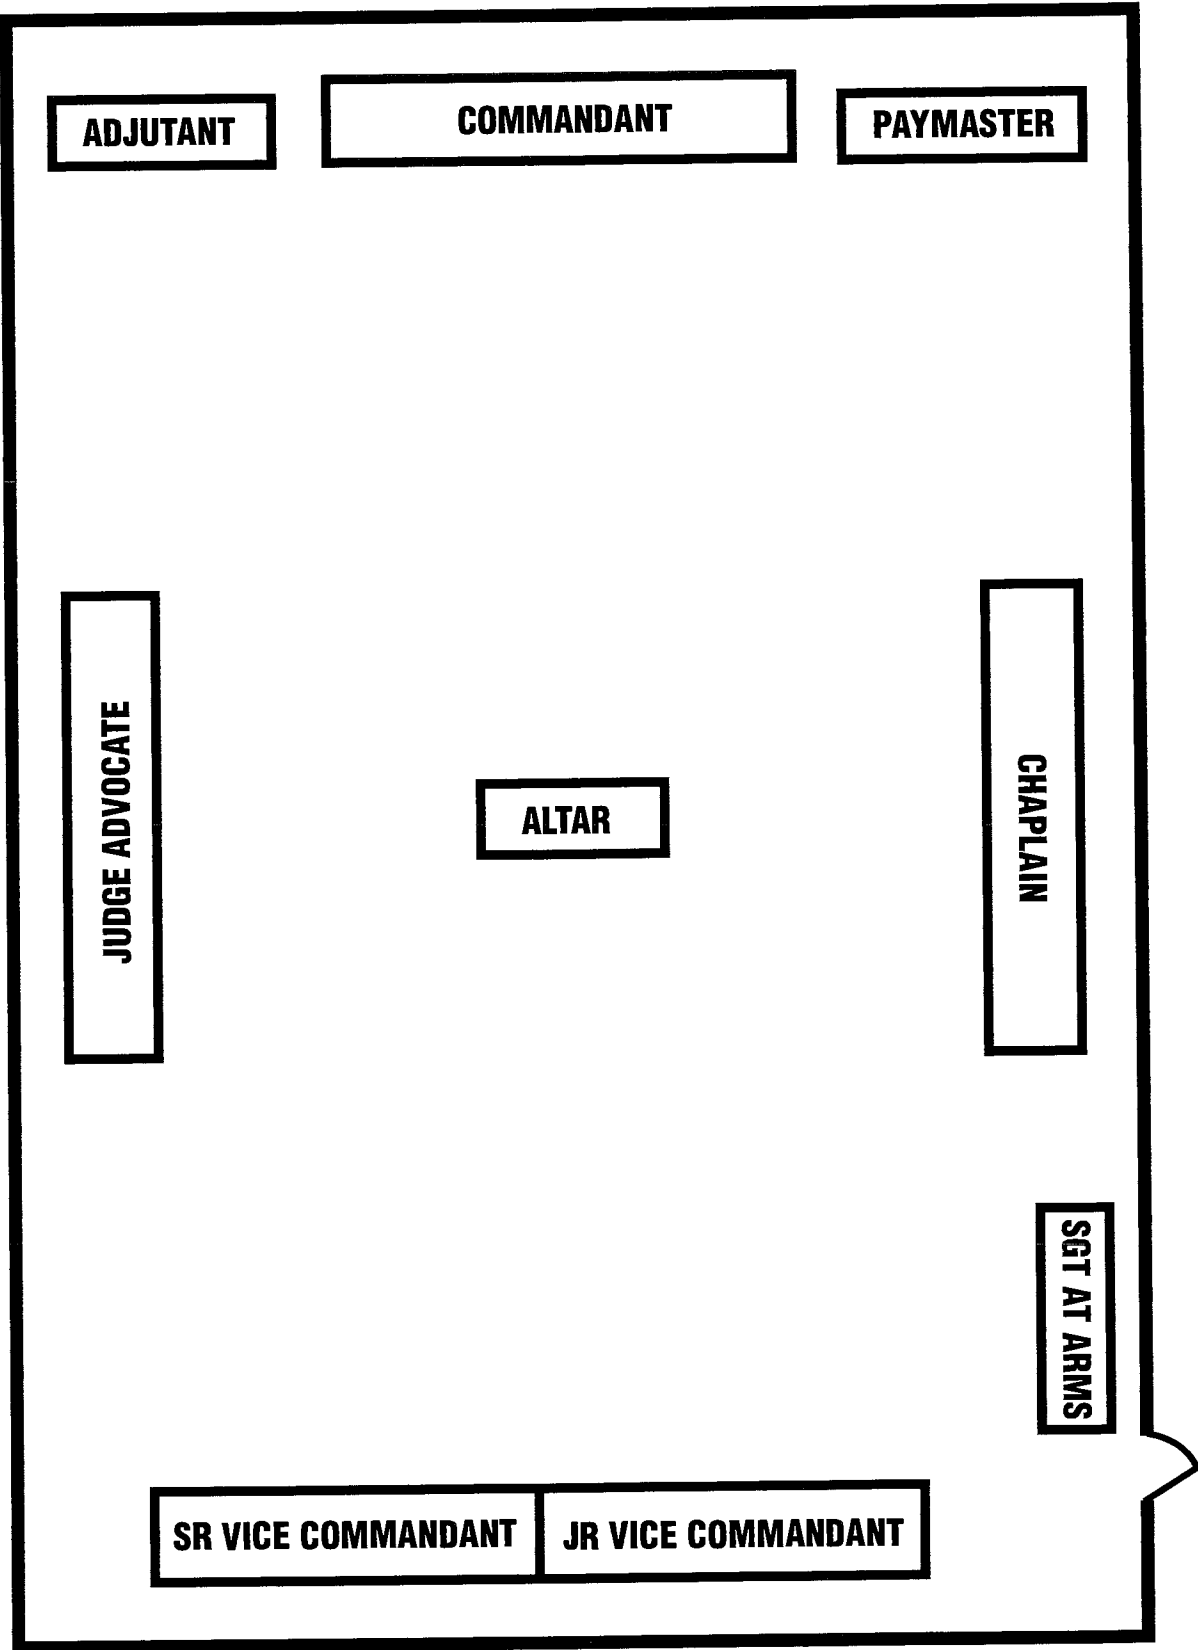 ADJUTANT
COMMANDANT
PAYMASTER
JUDGE ADVOCATE
ALTAR
CHAPLAIN
SGT AT ARMS
SR VICE COMMANDANT
JR VICE COMMANDANT